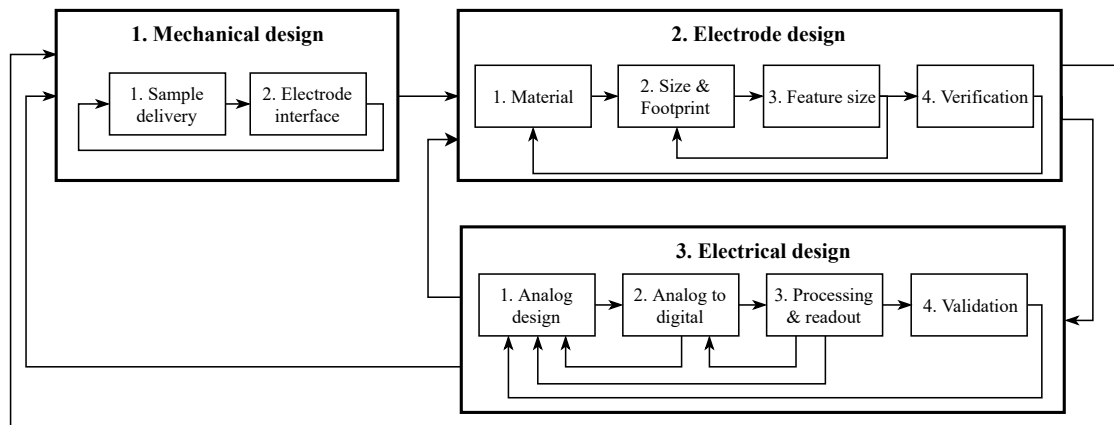 1. Mechanical design
1. Sample
delivery
2. Electrode
interface
2. Electrode design
1. Material
2. Size &
Footprint
3. Feature size
4. Verification
3. Electrical design
1. Analog
design
2. Analog to
digital
3. Processing
& readout
4. Validation